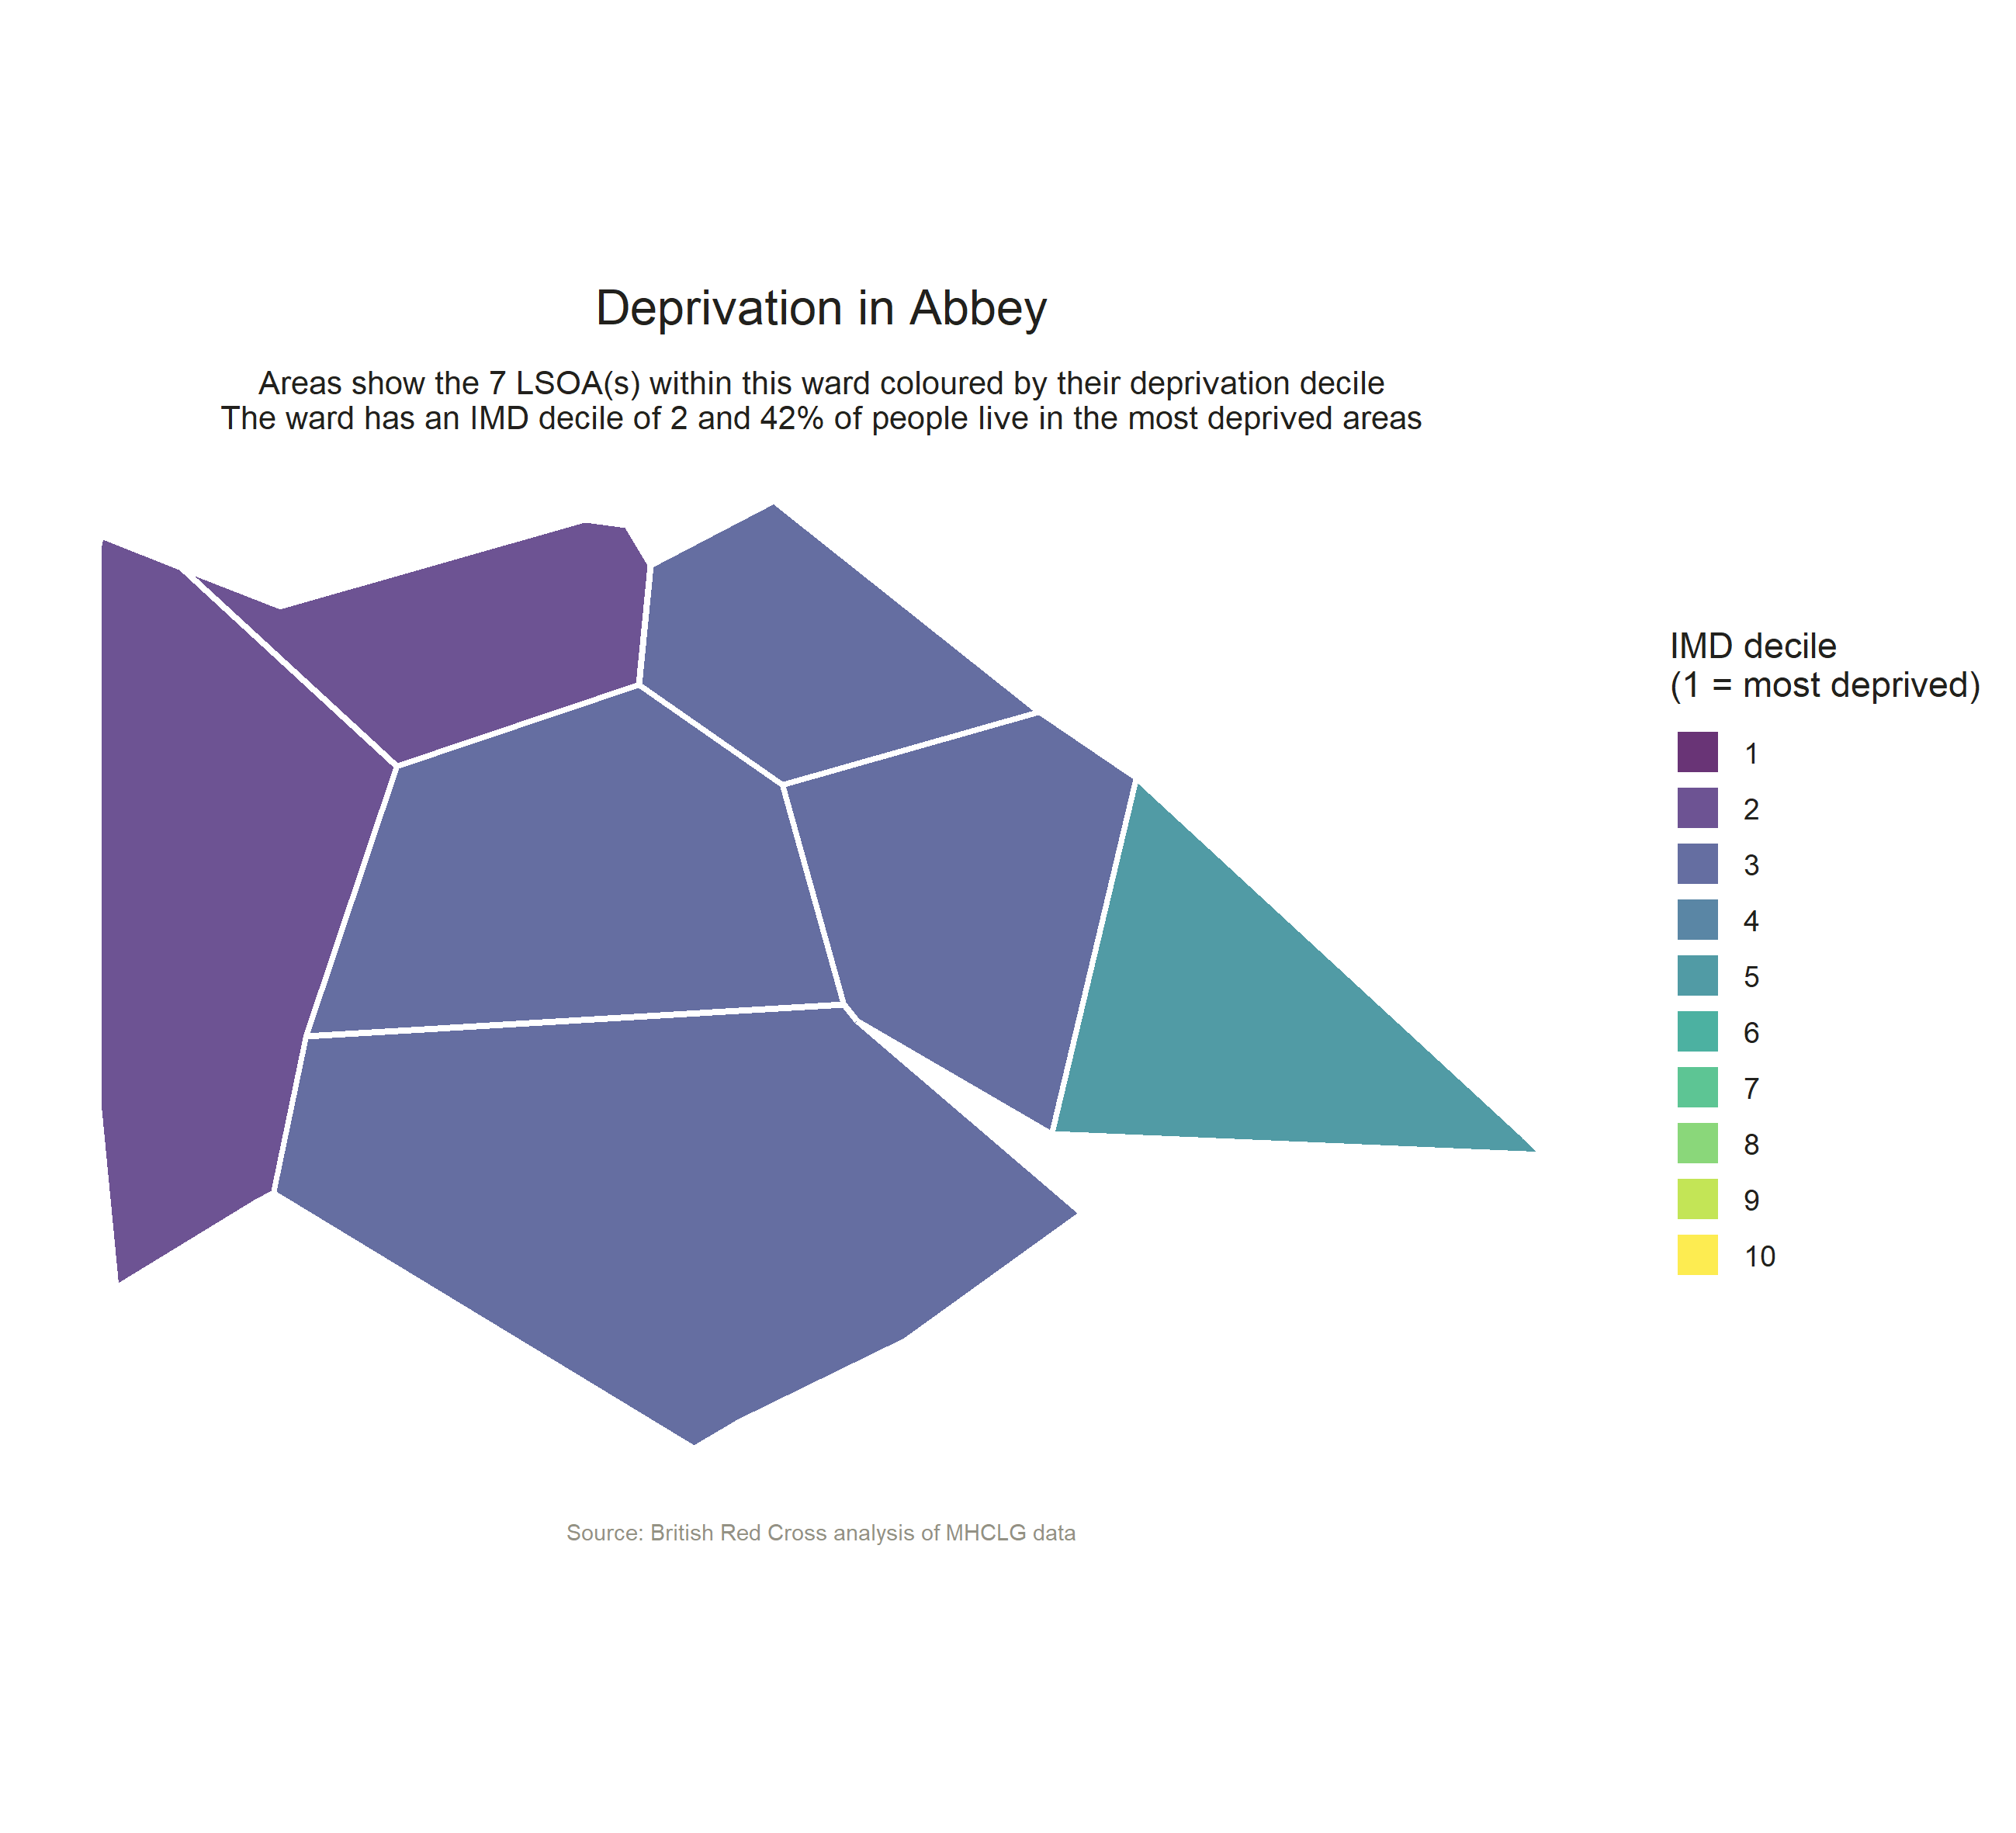 Deprivation in Abbey
Areas show the 7 LSOA(s) within this ward coloured by their deprivation decile
The ward has an IMD decile of 2 and 42% of people live in the most deprived areas
IMD decile
(1 = most deprived)
1
2
3
4
5
6
7
8
9
10
Source: British Red Cross analysis of MHCLG data